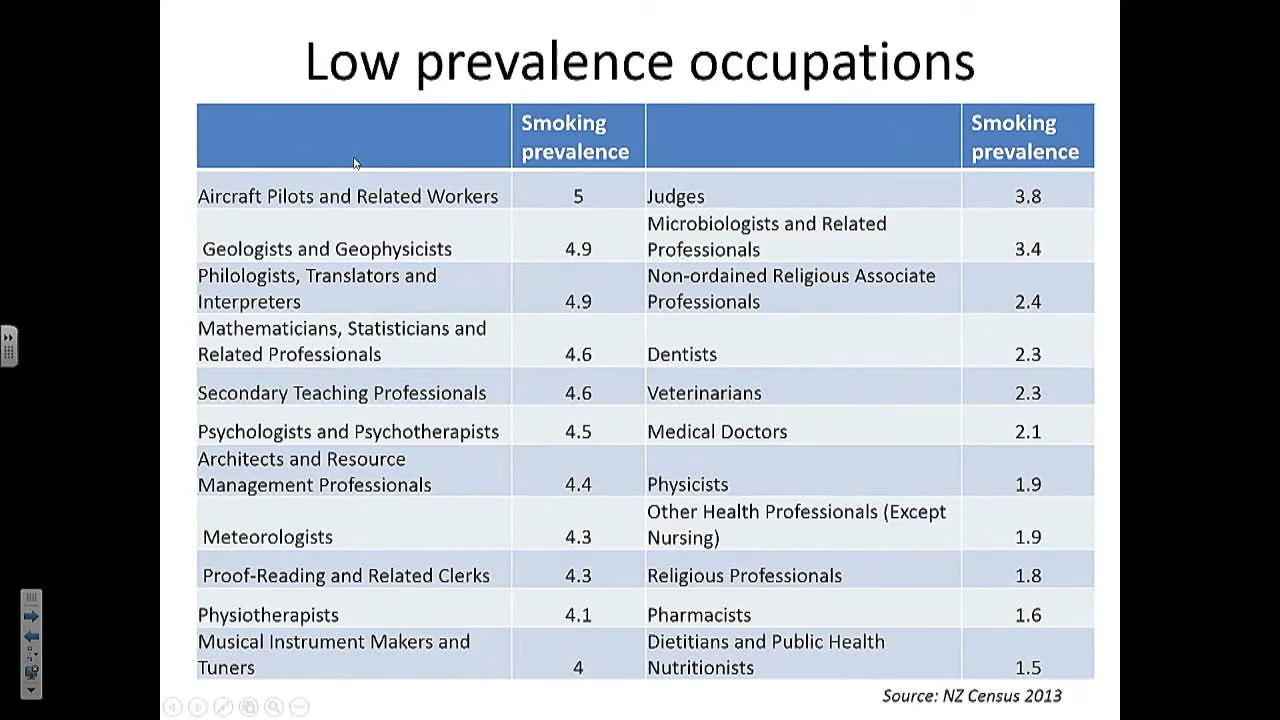 Low prevalence occupations
Smoking prevalence Smoking prevalence
Aircraft Pilots and Related Workers 5 Judges 3.8
Geologists and Geophysicists 4.9 Microbiologists and Related Professionals 3.4
Philologists, Translators and Interpreters 4.9 Non-ordained Religious Associate Professionals 2.4
Mathematicians, Statisticians and Related Professionals 4.6 Dentists 2.3
Secondary Teaching Professionals 4.6 Veterinarians 2.3
Psychologists and Psychotherapists 4.5 Medical Doctors 2.1
Architects and Resource Management Professionals 4.4 Physicists 1.9
Meteorologists 4.3 Other Health Professionals (Except Nursing) 1.9
Proof-Reading and Related Clerks 4.3 Religious Professionals 1.8
Physiotherapists 4.1 Pharmacists 1.6
Musical Instrument Makers and Tuners 4 Dietitians and Public Health Nutritionists 1.5
Source: NZ Census 2013